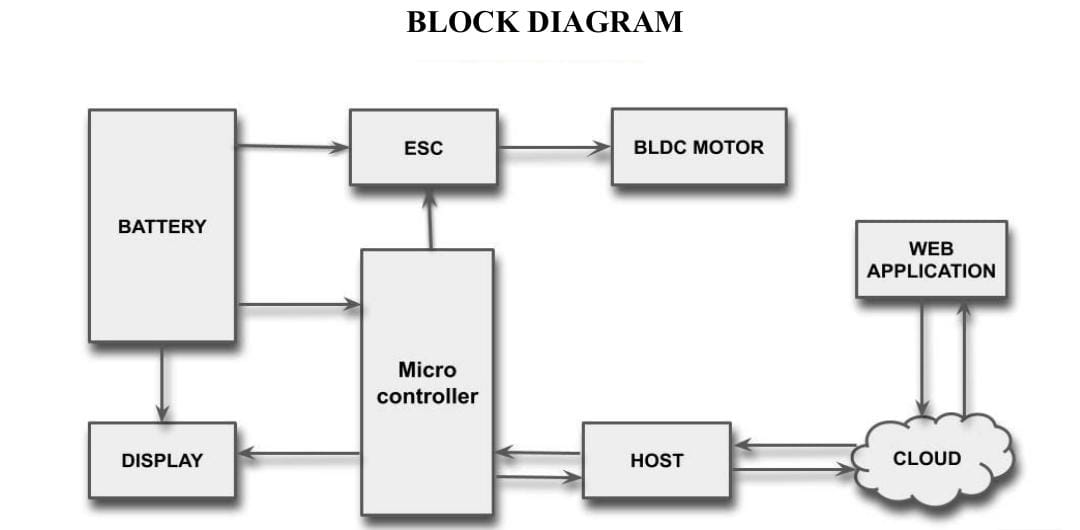 BLOCK DIAGRAM
ESC
BLDC MOTOR
BATTERY
WEB
APPLICATION
Micro
controller
DISPLAY
HOST
CLOUD